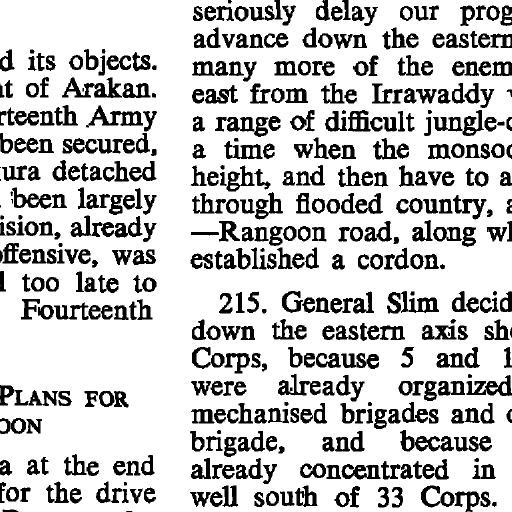 d its objects.
t of Arakan.
rteenth Army
been secured,
ura detached
been largely
ision, already
offensive, was
l too late to
Fourteenth
PLANS FOR
OON
a at the end
for the drive
seriously delay our prog
advance down the eastern
many more of the enem
east from the Irrawaddy
a range of difficult jungle-c
a time when the monsoo
height, and then have to a
through flooded country, a
—Rangoon road, along wh
established a cordon.
215. General Slim decid
down the eastern axis sho
Corps, because 5 and 1
were already organized
mechanised brigades and o
brigade, and because
already concentrated in
well south of 33 Corps.